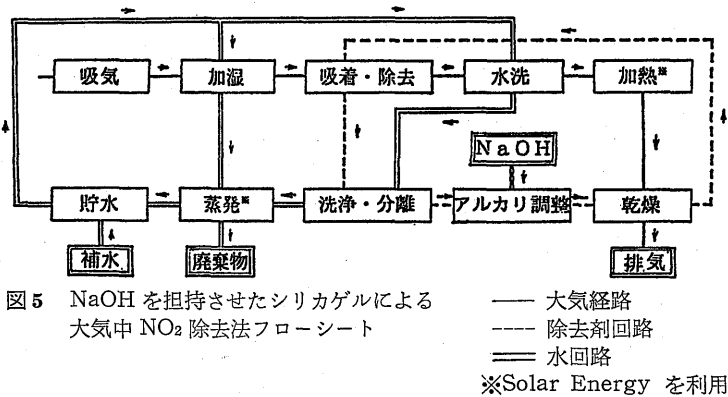 吸気
加湿
吸着・除去
水洗
加熱※
NaOH
貯水
蒸発※
洗浄・分離
アルカリ調整
乾燥
補水
廃棄物
排気
図5 NaOH を担持させたシリカゲルによる
大気中 NO₂ 除去法フローシート
大気経路
除去剤回路
水回路
※Solar Energy を利用